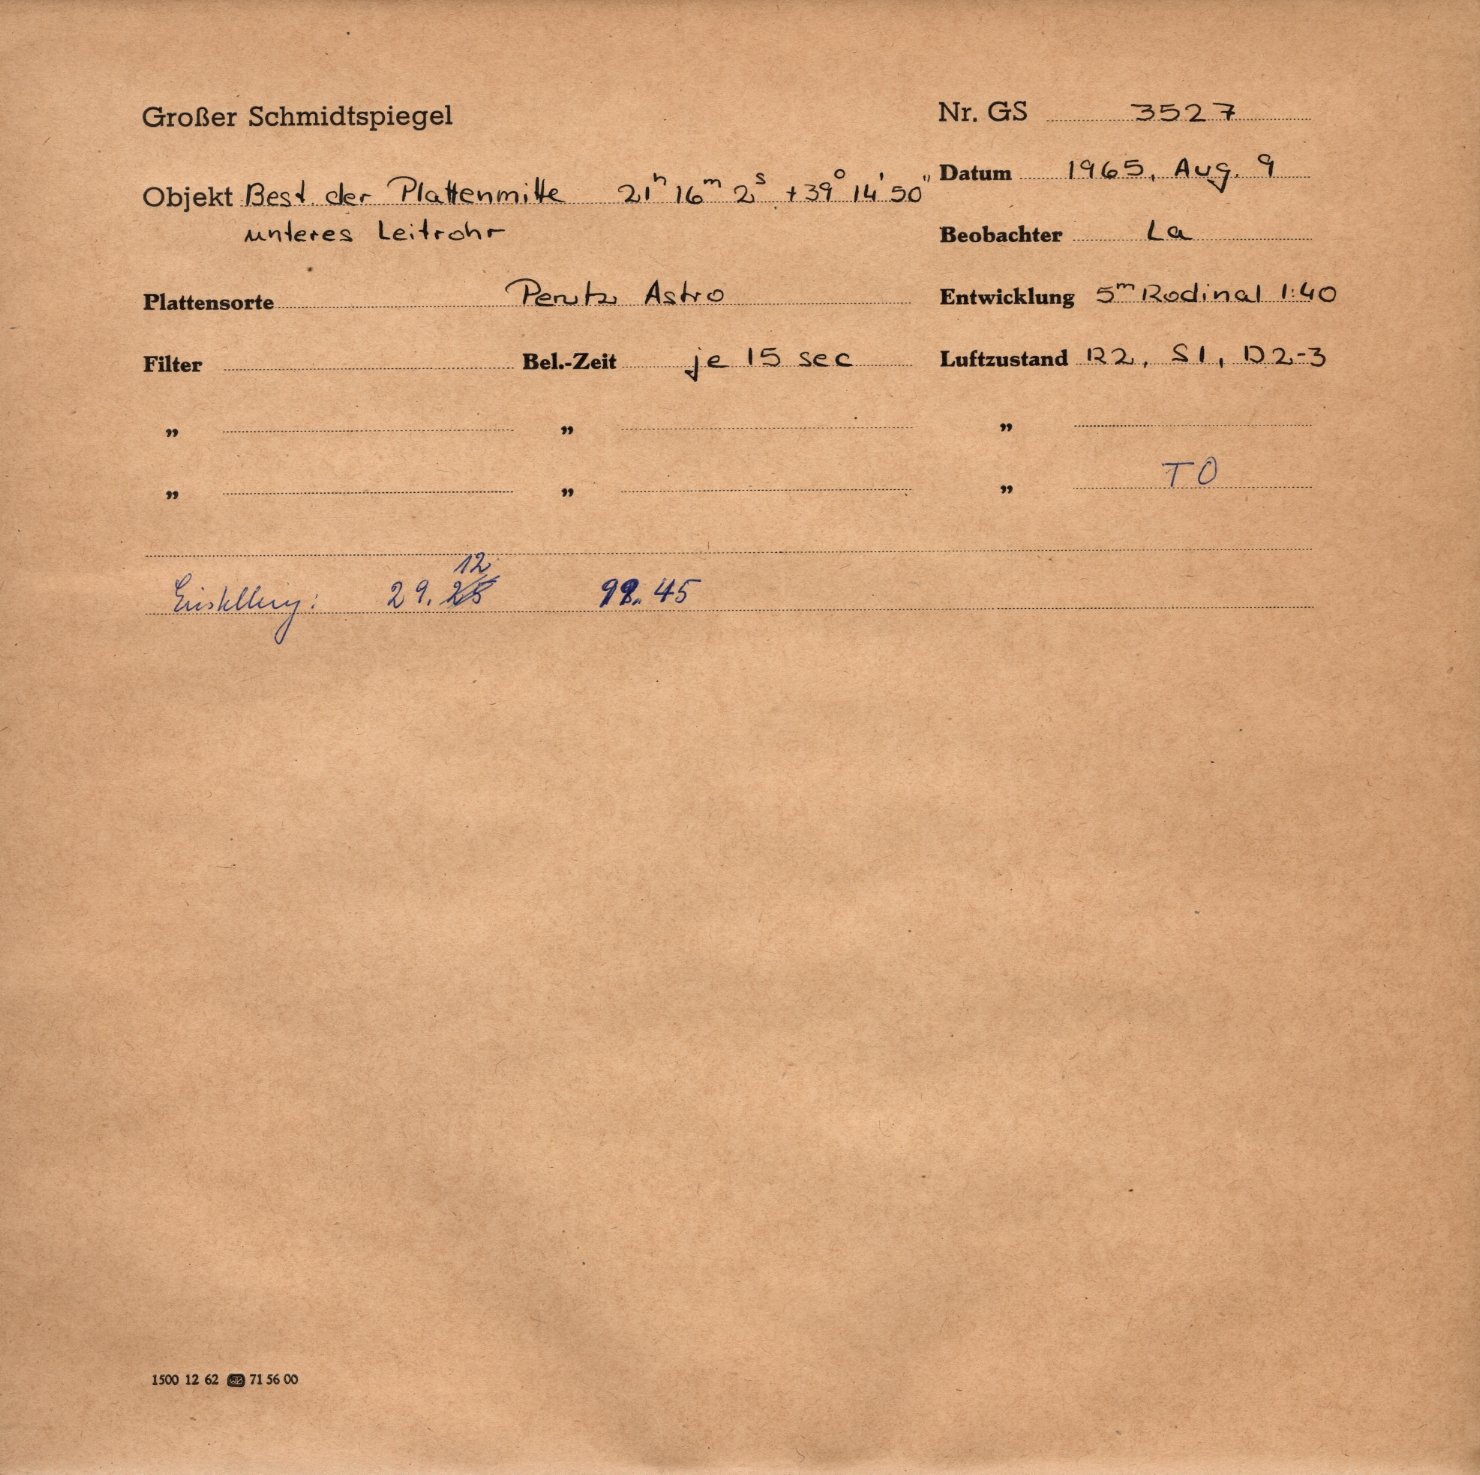 Großer Schmidtspiegel
Nr. GS 3527
Datum 1965, Aug. 9
Objekt Best. der Plattenmitte 21h 16m 2s +39° 14' 50"
unteres Leitrohr
Beobachter La
Plattensorte Perutz Astro
Entwicklung 5m Rodinal 1:40
Filter Bel.-Zeit je 15 sec Luftzustand R2, S1, D2-3
" " "
" " " T0
12
Einstellung: 29.25 45
1500 12 62 71 56 00